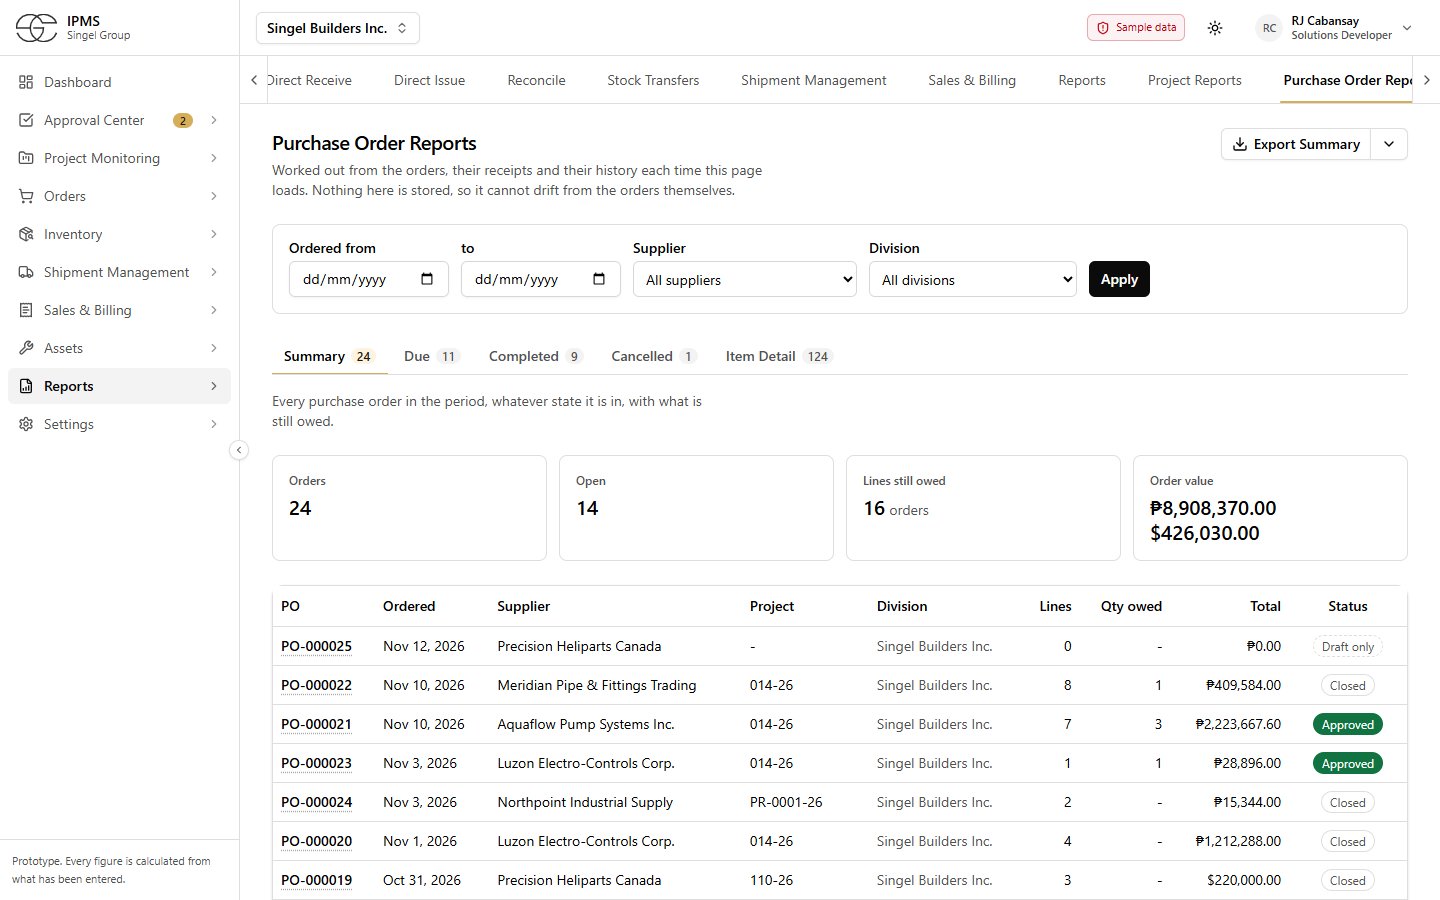 IPMS
Singel Group
Singel Builders Inc.
Sample data
RC
RJ Cabansay
Solutions Developer
Dashboard
Approval Center 2
Project Monitoring
Orders
Inventory
Shipment Management
Sales & Billing
Assets
Reports
Settings
Prototype. Every figure is calculated from
what has been entered.
Direct Receive Direct Issue Reconcile Stock Transfers Shipment Management Sales & Billing Reports Project Reports Purchase Order Repo
Purchase Order Reports
Worked out from the orders, their receipts and their history each time this page
loads. Nothing here is stored, so it cannot drift from the orders themselves.
Export Summary
Ordered from to Supplier Division
dd/mm/yyyy dd/mm/yyyy All suppliers All divisions Apply
Summary 24 Due 11 Completed 9 Cancelled 1 Item Detail 124
Every purchase order in the period, whatever state it is in, with what is
still owed.
Orders
24
Open
14
Lines still owed
16 orders
Order value
₱8,908,370.00
$426,030.00
PO Ordered Supplier Project Division Lines Qty owed Total Status
PO-000025 Nov 12, 2026 Precision Heliparts Canada - Singel Builders Inc. 0 - ₱0.00 Draft only
PO-000022 Nov 10, 2026 Meridian Pipe & Fittings Trading 014-26 Singel Builders Inc. 8 1 ₱409,584.00 Closed
PO-000021 Nov 10, 2026 Aquaflow Pump Systems Inc. 014-26 Singel Builders Inc. 7 3 ₱2,223,667.60 Approved
PO-000023 Nov 3, 2026 Luzon Electro-Controls Corp. 014-26 Singel Builders Inc. 1 1 ₱28,896.00 Approved
PO-000024 Nov 3, 2026 Northpoint Industrial Supply PR-0001-26 Singel Builders Inc. 2 - ₱15,344.00 Closed
PO-000020 Nov 1, 2026 Luzon Electro-Controls Corp. 014-26 Singel Builders Inc. 4 - ₱1,212,288.00 Closed
PO-000019 Oct 31, 2026 Precision Heliparts Canada 110-26 Singel Builders Inc. 3 - $220,000.00 Closed